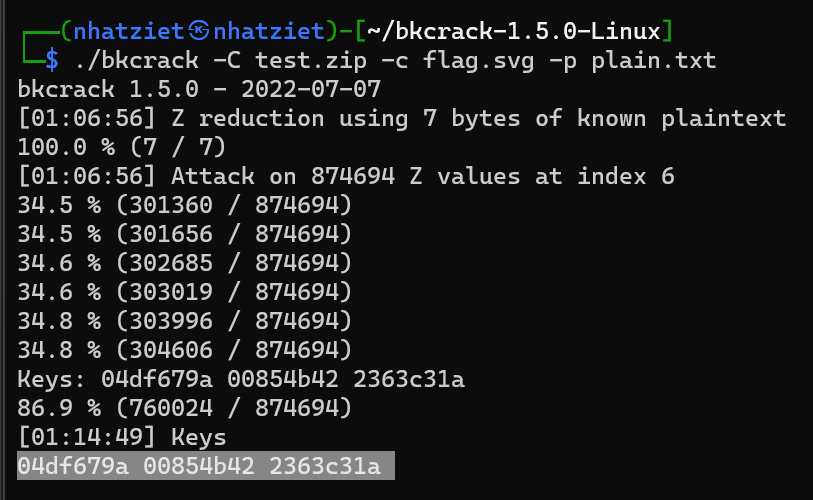 ┌──(nhatziet㉿nhatziet)-[~/bkcrack-1.5.0-Linux]
└─$ ./bkcrack -C test.zip -c flag.svg -p plain.txt
bkcrack 1.5.0 - 2022-07-07
[01:06:56] Z reduction using 7 bytes of known plaintext
100.0 % (7 / 7)
[01:06:56] Attack on 874694 Z values at index 6
34.5 % (301360 / 874694)
34.5 % (301656 / 874694)
34.6 % (302685 / 874694)
34.6 % (303019 / 874694)
34.8 % (303996 / 874694)
34.8 % (304606 / 874694)
Keys: 04df679a 00854b42 2363c31a
86.9 % (760024 / 874694)
[01:14:49] Keys
04df679a 00854b42 2363c31a